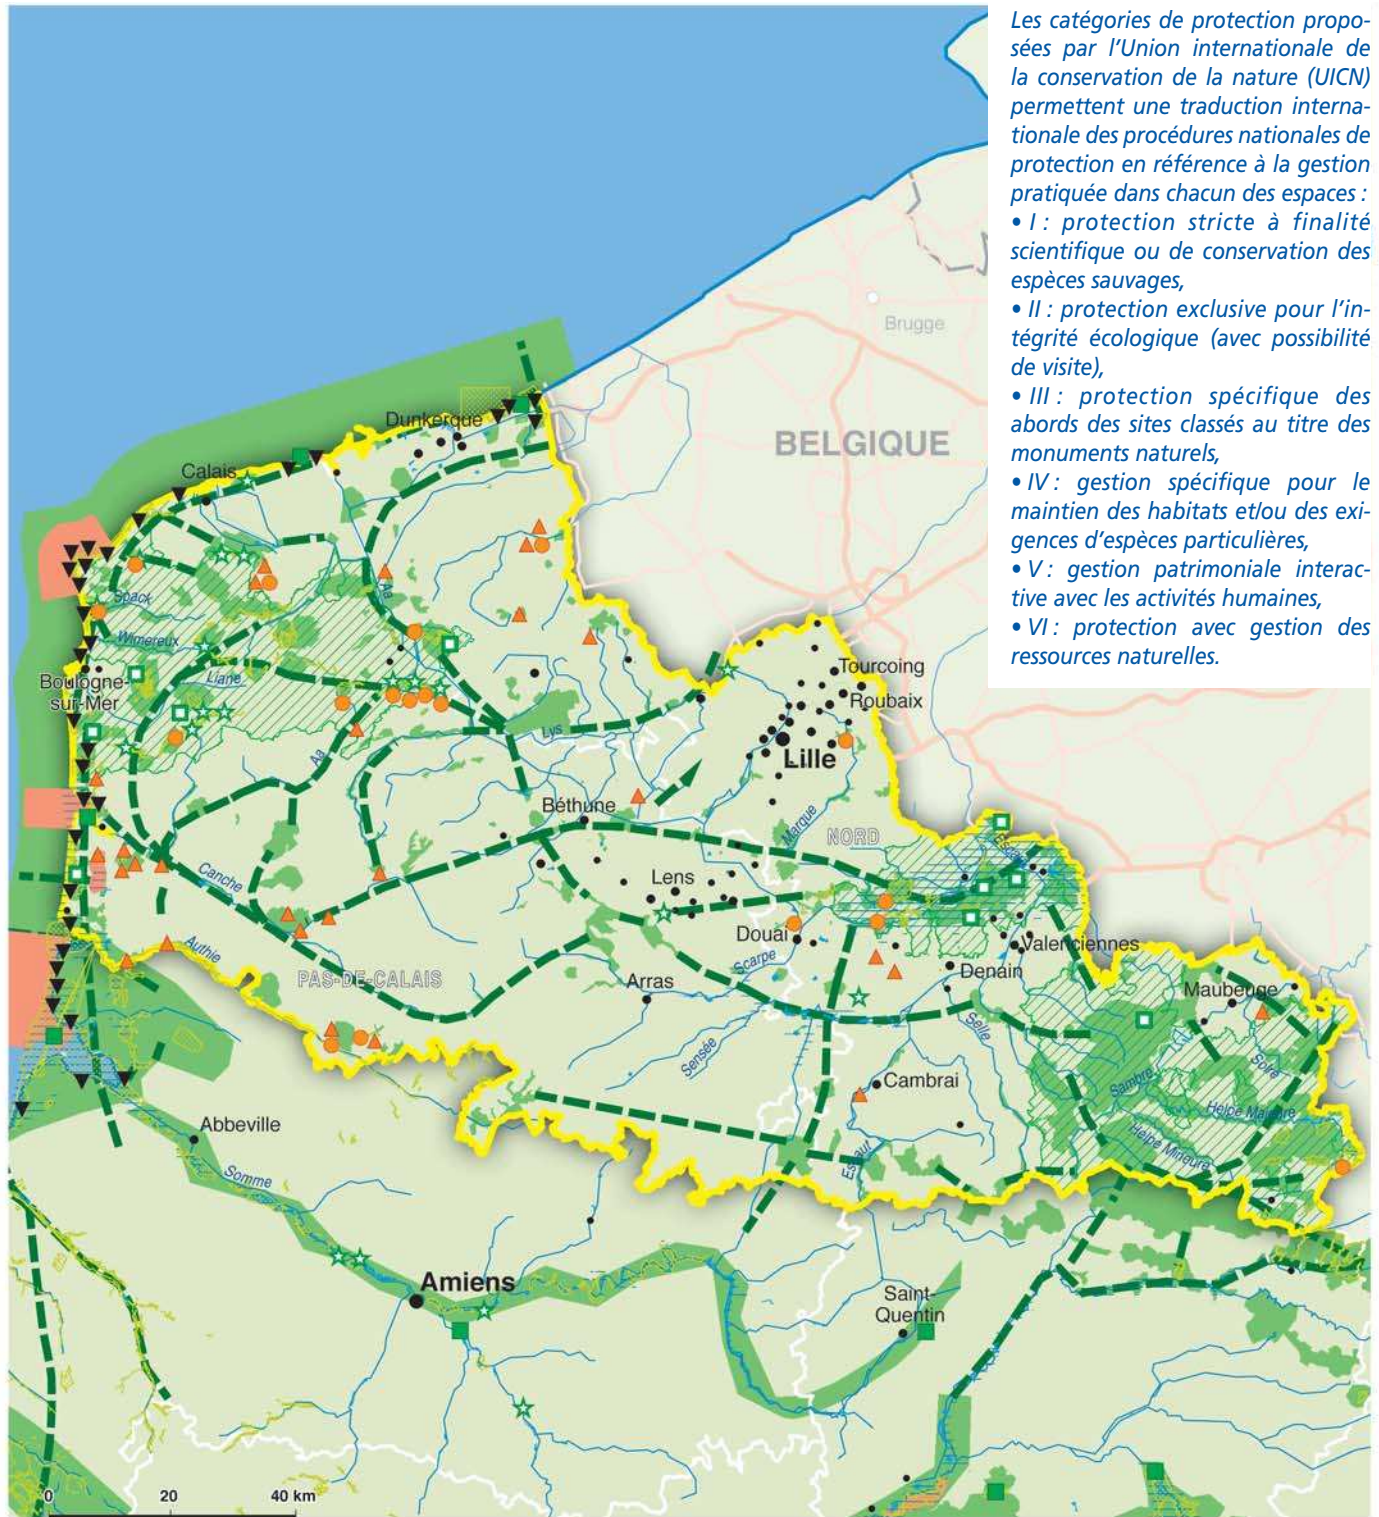 Les catégories de protection propo-
sées par l'Union internationale de
la conservation de la nature (UICN)
permettent une traduction interna-
tionale des procédures nationales de
protection en référence à la gestion
pratiquée dans chacun des espaces :
• I : protection stricte à finalité
scientifique ou de conservation des
espèces sauvages,
• II : protection exclusive pour l'in-
tégrité écologique (avec possibilité
de visite),
• III : protection spécifique des
abords des sites classés au titre des
monuments naturels,
• IV : gestion spécifique pour le
maintien des habitats et/ou des exi-
gences d'espèces particulières,
• V : gestion patrimoniale interac-
tive avec les activités humaines,
• VI : protection avec gestion des
ressources naturelles.
Brugge
BELGIQUE
Dunkerque
Calais
Aa
Spack
Wimereux
Liane
Boulogne-
sur-Mer
Tourcoing
Roubaix
Lys
Lille
Aa
Béthune
Marque
NORD
Escaut
Canche
Lens
Douai
Valenciennes
Authie
Scarpe
Denain
PAS-DE-CALAIS
Arras
Maubeuge
Selle
Sensée
Solre
Sambre
Cambrai
Helpe Majeure
Abbeville
Helpe Mineure
Escaut
Somme
Amiens
Saint-
Quentin
0 20 40 km